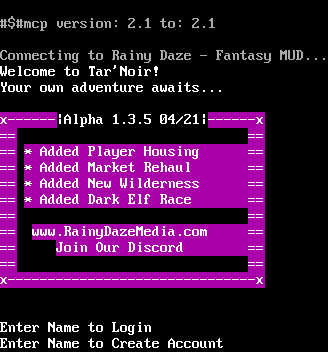 #$#mcp version: 2.1 to: 2.1
Connecting to Rainy Daze - Fantasy MUD...
Welcome to Tar'Noir!
Your own adventure awaits...
x------¦Alpha 1.3.5 04/21¦------x
== ==
== * Added Player Housing ==
== * Added Market Rehaul ==
== * Added New Wilderness ==
== * Added Dark Elf Race ==
== ==
== www.RainyDazeMedia.com ==
== Join Our Discord ==
== ==
x-------------------------------x
Enter Name to Login
Enter Name to Create Account